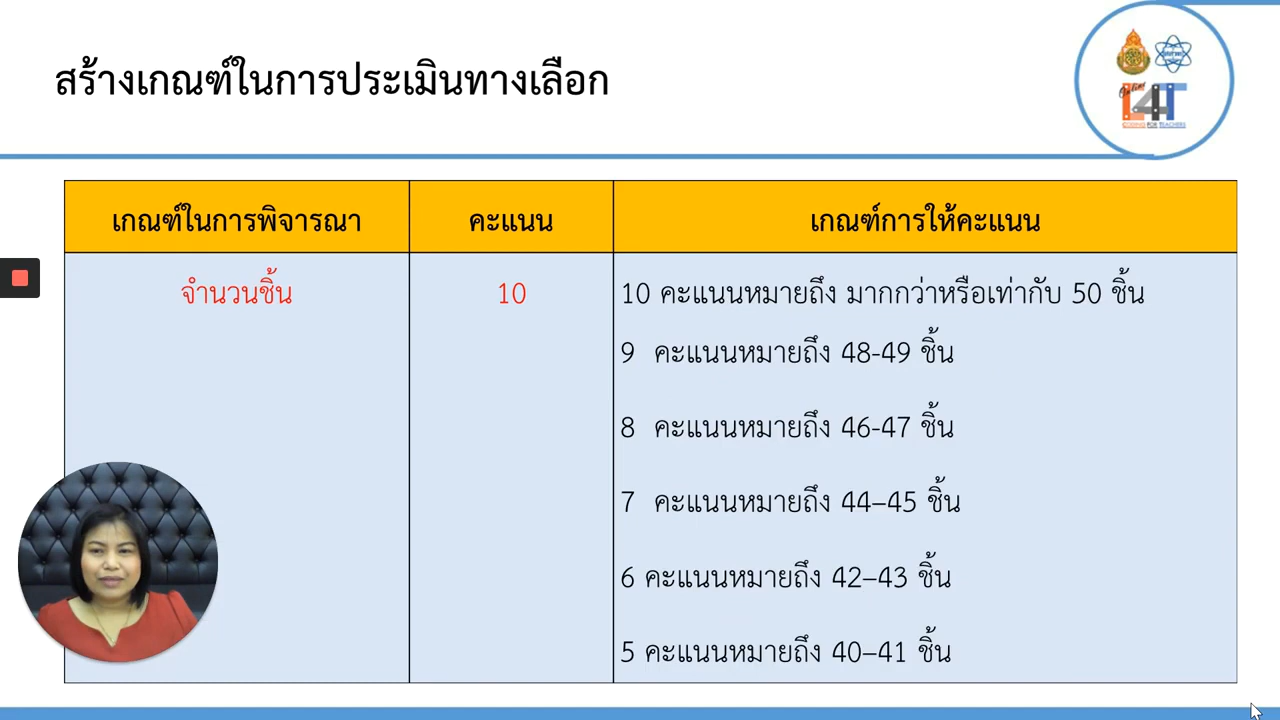 สร้างเกณฑ์ในการประเมินทางเลือก
Online
C4T
CODING FOR TEACHERS
เกณฑ์ในการพิจารณา
คะแนน
เกณฑ์การให้คะแนน
จำนวนชิ้น
10
10 คะแนนหมายถึง มากกว่าหรือเท่ากับ 50 ชิ้น
9 คะแนนหมายถึง 48-49 ชิ้น
8 คะแนนหมายถึง 46-47 ชิ้น
7 คะแนนหมายถึง 44–45 ชิ้น
6 คะแนนหมายถึง 42–43 ชิ้น
5 คะแนนหมายถึง 40–41 ชิ้น